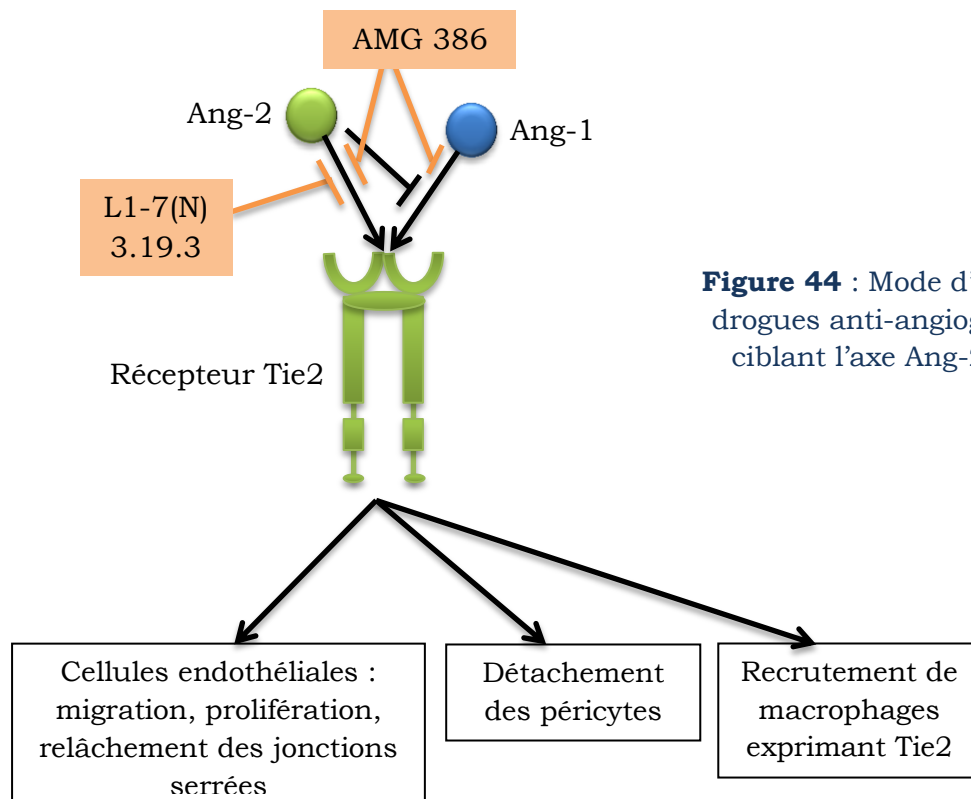 AMG 386
Ang-2
Ang-1
L1-7(N)
3.19.3
Figure 44 : Mode d'
drogues anti-angiog
ciblant l'axe Ang-
Récepteur Tie2
Cellules endothéliales :
migration, prolifération,
relâchement des jonctions
serrées
Détachement
des péricytes
Recrutement de
macrophages
exprimant Tie2